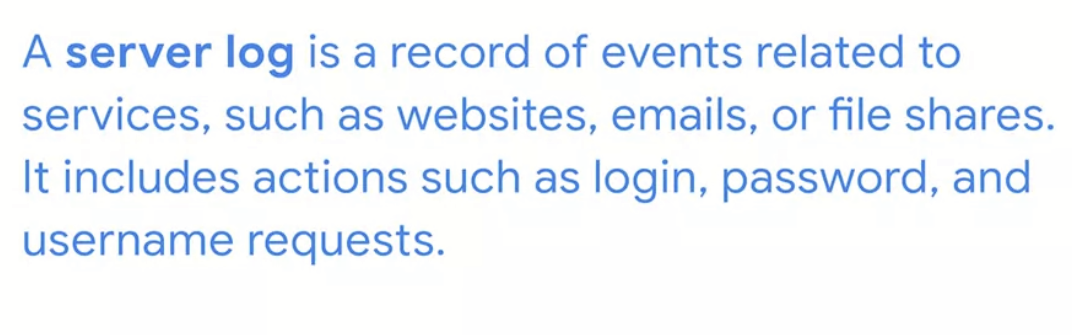 A server log is a record of events related to
services, such as websites, emails, or file shares.
It includes actions such as login, password, and
username requests.